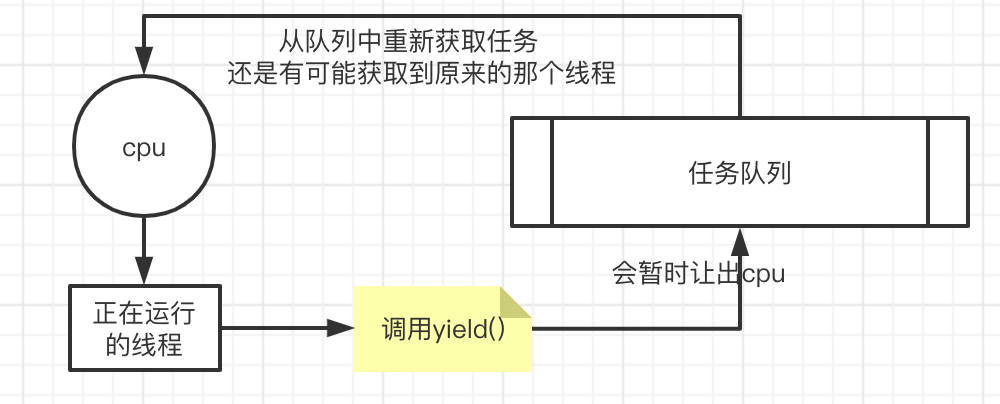 从队列中重新获取任务
还是有可能获取到原来的那个线程
cpu
任务队列
会暂时让出cpu
正在运行
的线程
调用yield()